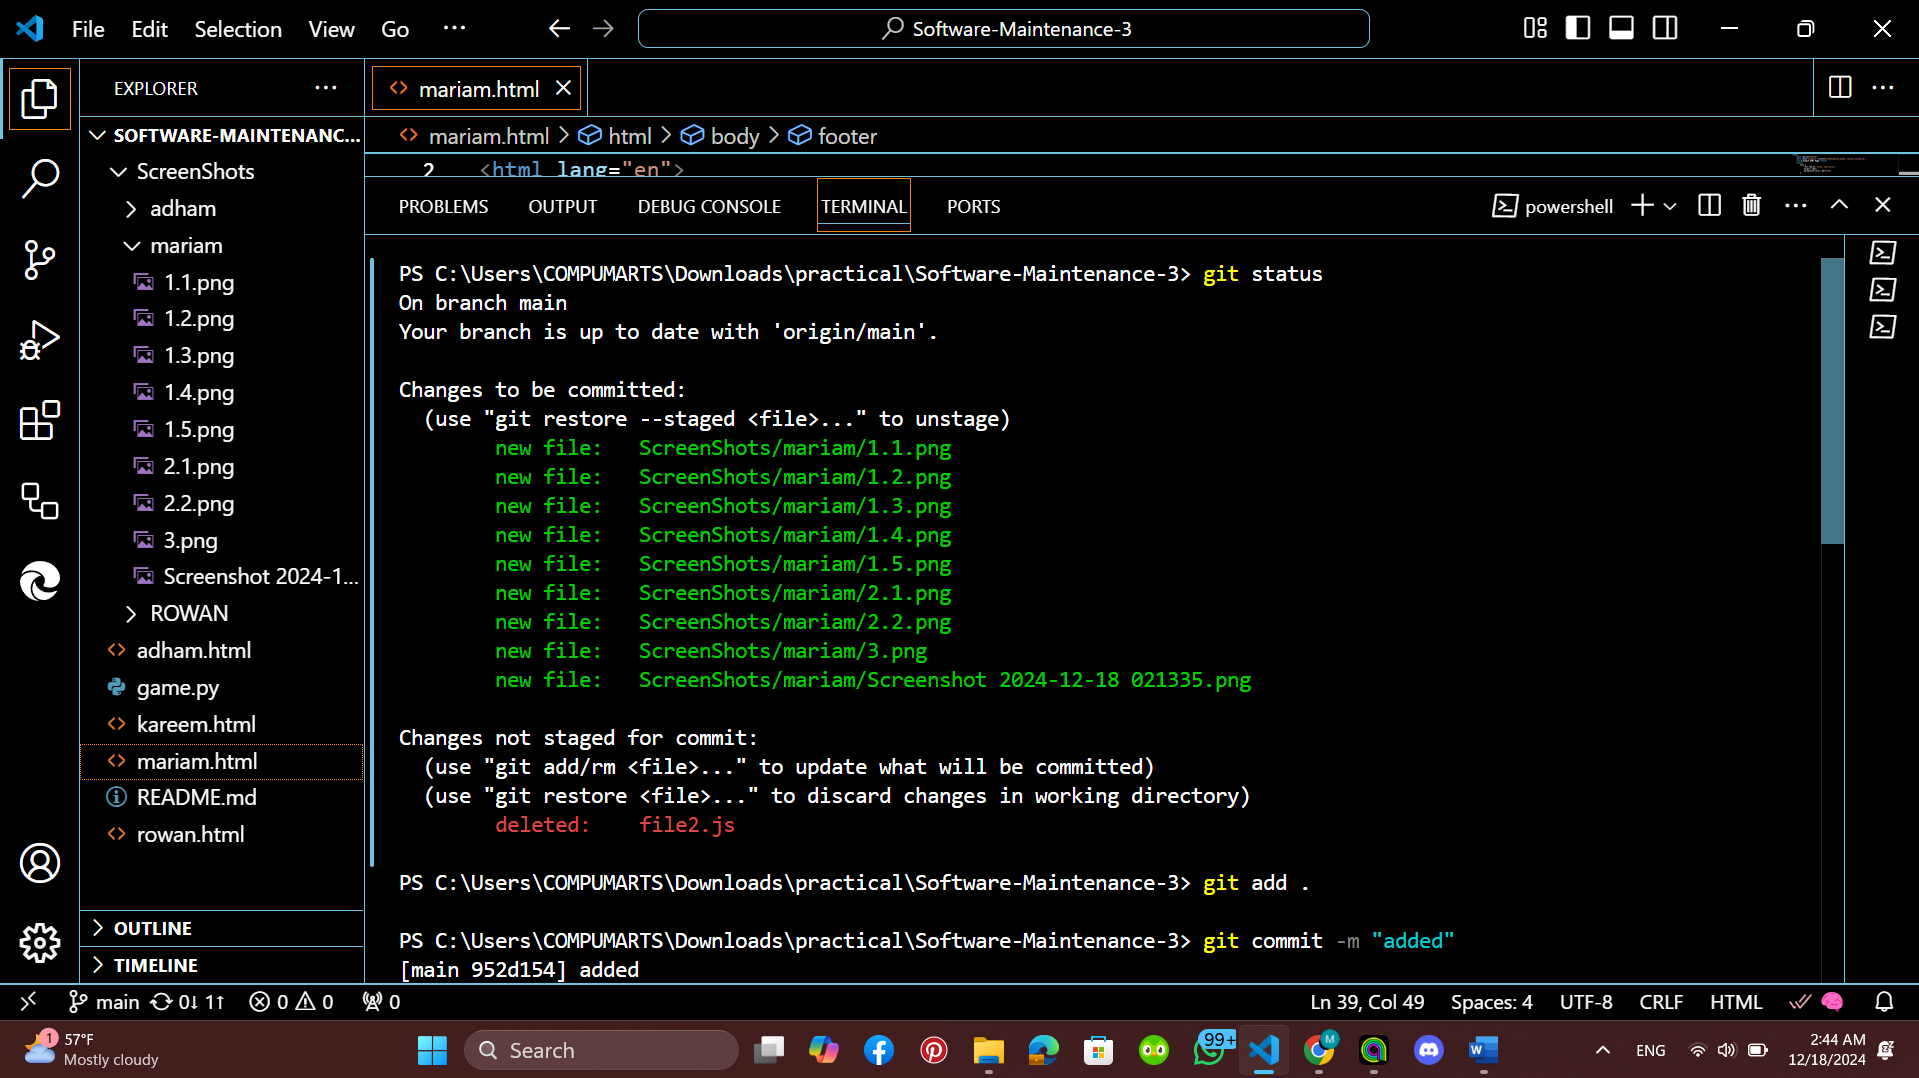 File Edit Selection View Go ···
Software-Maintenance-3
EXPLORER ···
SOFTWARE-MAINTENANC...
ScreenShots
adham
mariam
1.1.png
1.2.png
1.3.png
1.4.png
1.5.png
2.1.png
2.2.png
3.png
Screenshot 2024-1...
ROWAN
adham.html
game.py
kareem.html
mariam.html
README.md
rowan.html
OUTLINE
TIMELINE
mariam.html
mariam.html > html > body > footer
2 <html lang="en">
PROBLEMS OUTPUT DEBUG CONSOLE TERMINAL PORTS
powershell
PS C:\Users\COMPUMARTS\Downloads\practical\Software-Maintenance-3> git status
On branch main
Your branch is up to date with 'origin/main'.
Changes to be committed:
(use "git restore --staged <file>..." to unstage)
new file: ScreenShots/mariam/1.1.png
new file: ScreenShots/mariam/1.2.png
new file: ScreenShots/mariam/1.3.png
new file: ScreenShots/mariam/1.4.png
new file: ScreenShots/mariam/1.5.png
new file: ScreenShots/mariam/2.1.png
new file: ScreenShots/mariam/2.2.png
new file: ScreenShots/mariam/3.png
new file: ScreenShots/mariam/Screenshot 2024-12-18 021335.png
Changes not staged for commit:
(use "git add/rm <file>..." to update what will be committed)
(use "git restore <file>..." to discard changes in working directory)
deleted: file2.js
PS C:\Users\COMPUMARTS\Downloads\practical\Software-Maintenance-3> git add .
PS C:\Users\COMPUMARTS\Downloads\practical\Software-Maintenance-3> git commit -m "added"
[main 952d154] added
main 0↓ 1↑ 0 0 0
Ln 39, Col 49 Spaces: 4 UTF-8 CRLF HTML
1
57°F
Mostly cloudy
Search
99+
M
ENG
2:44 AM
12/18/2024